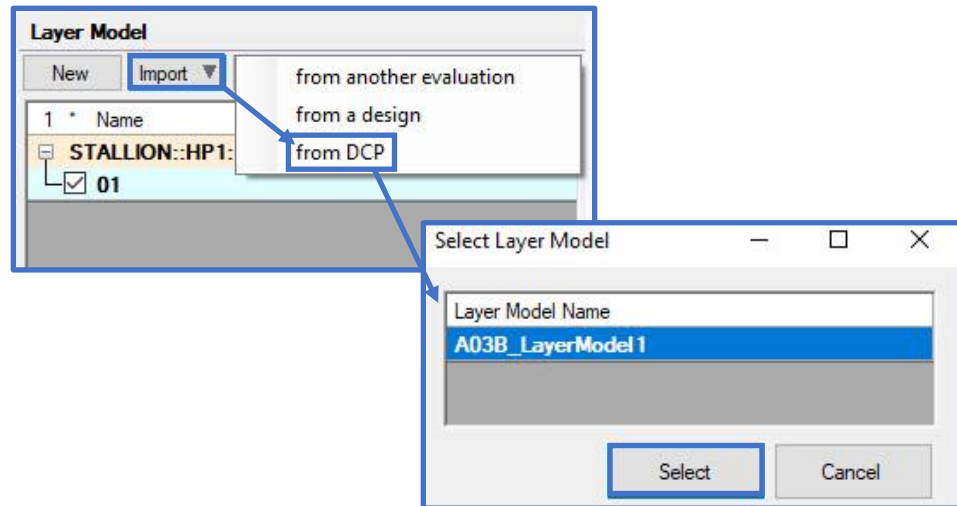 Layer Model
New Import ▼
from another evaluation
from a design
from DCP
1 * Name
STALLION::HP1:
01
Select Layer Model
Layer Model Name
A03B_LayerModel1
Select Cancel